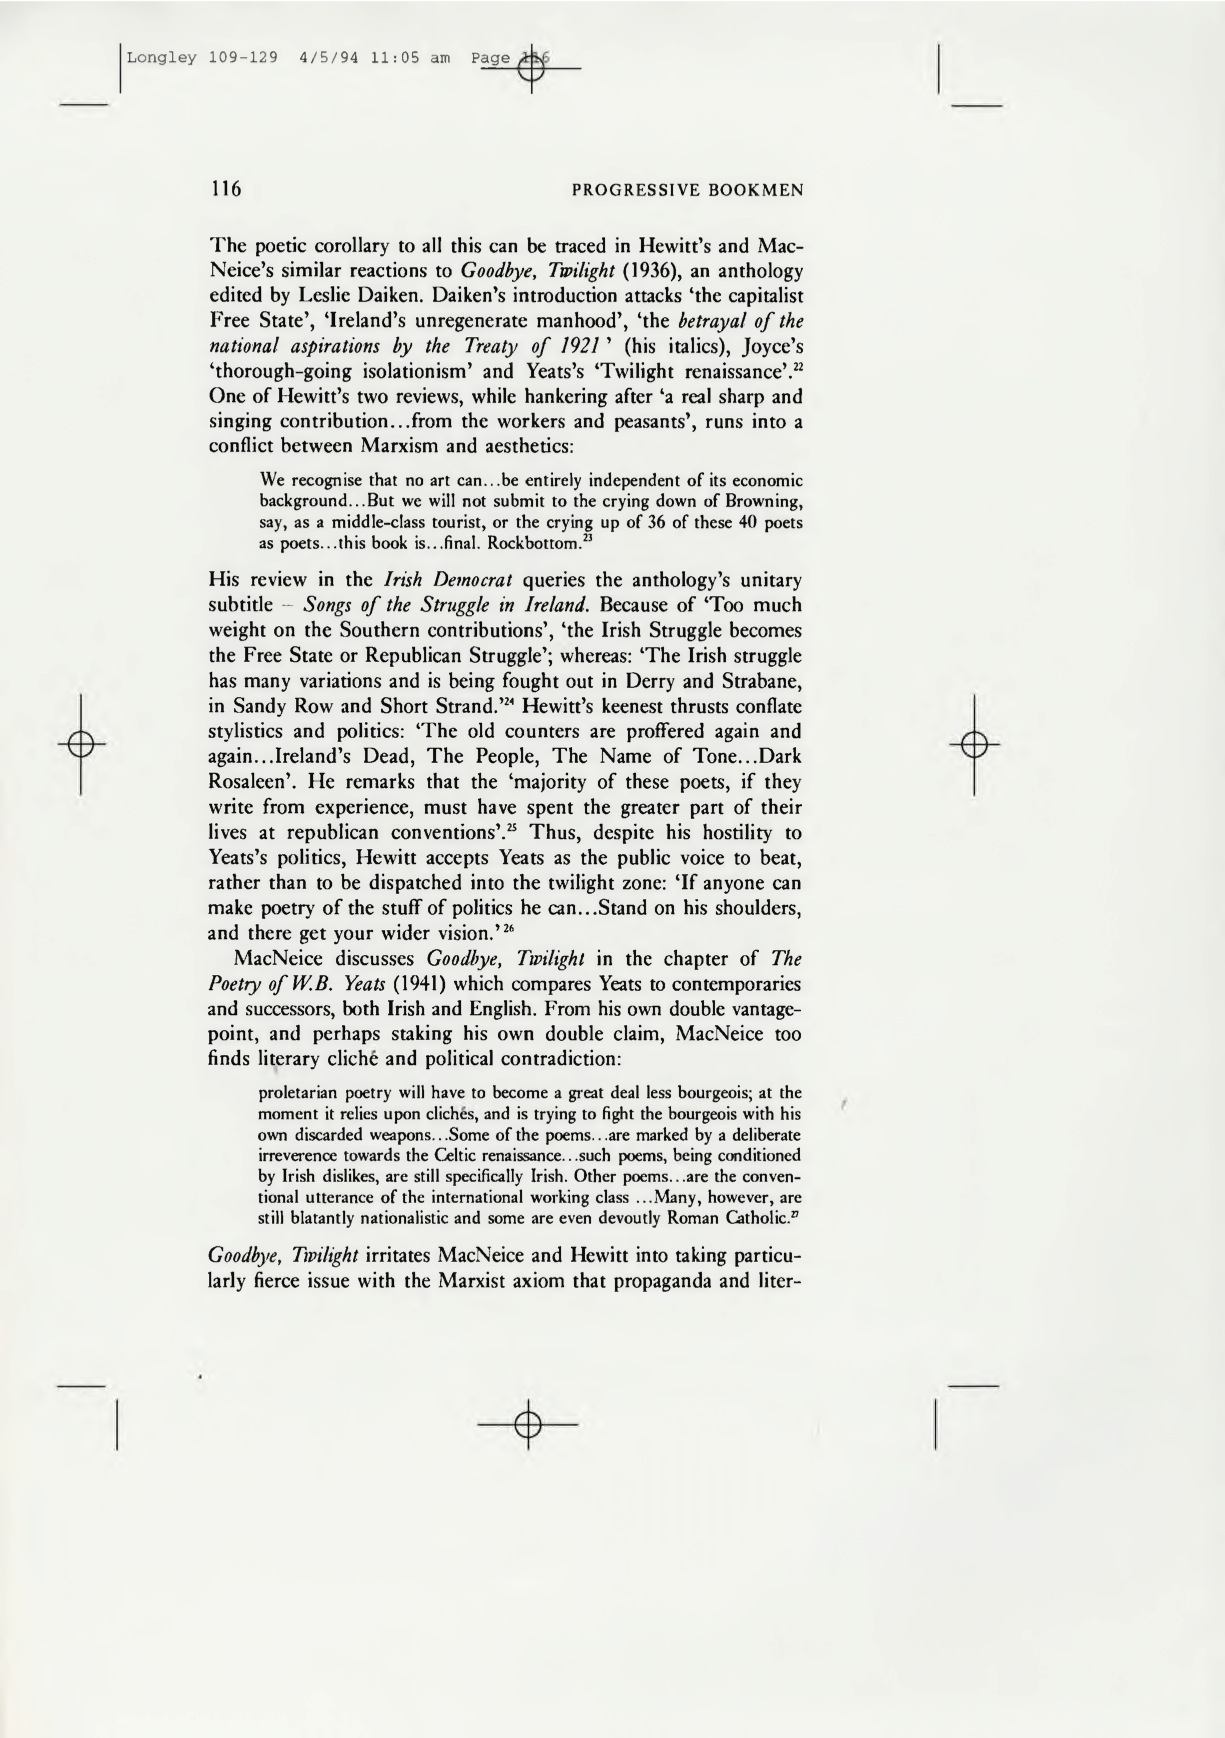 Longley 109-129 4/5/94 11:05 am Page 116
116 PROGRESSIVE BOOKMEN
The poetic corollary to all this can be traced in Hewitt's and Mac-
Neice's similar reactions to Goodbye, Twilight (1936), an anthology
edited by Leslie Daiken. Daiken's introduction attacks ‘the capitalist
Free State’, ‘Ireland's unregenerate manhood’, ‘the betrayal of the
national aspirations by the Treaty of 1921’ (his italics), Joyce's
‘thorough-going isolationism’ and Yeats's ‘Twilight renaissance’.²²
One of Hewitt's two reviews, while hankering after ‘a real sharp and
singing contribution...from the workers and peasants’, runs into a
conflict between Marxism and aesthetics:
We recognise that no art can...be entirely independent of its economic
background...But we will not submit to the crying down of Browning,
say, as a middle-class tourist, or the crying up of 36 of these 40 poets
as poets...this book is...final. Rockbottom.²³
His review in the Irish Democrat queries the anthology's unitary
subtitle – Songs of the Struggle in Ireland. Because of ‘Too much
weight on the Southern contributions’, ‘the Irish Struggle becomes
the Free State or Republican Struggle’; whereas: ‘The Irish struggle
has many variations and is being fought out in Derry and Strabane,
in Sandy Row and Short Strand.’²⁴ Hewitt's keenest thrusts conflate
stylistics and politics: ‘The old counters are proffered again and
again...Ireland's Dead, The People, The Name of Tone...Dark
Rosaleen’. He remarks that the ‘majority of these poets, if they
write from experience, must have spent the greater part of their
lives at republican conventions’.²⁵ Thus, despite his hostility to
Yeats's politics, Hewitt accepts Yeats as the public voice to beat,
rather than to be dispatched into the twilight zone: ‘If anyone can
make poetry of the stuff of politics he can...Stand on his shoulders,
and there get your wider vision.’²⁶
MacNeice discusses Goodbye, Twilight in the chapter of The
Poetry of W.B. Yeats (1941) which compares Yeats to contemporaries
and successors, both Irish and English. From his own double vantage-
point, and perhaps staking his own double claim, MacNeice too
finds literary cliché and political contradiction:
proletarian poetry will have to become a great deal less bourgeois; at the
moment it relies upon clichés, and is trying to fight the bourgeois with his
own discarded weapons...Some of the poems...are marked by a deliberate
irreverence towards the Celtic renaissance...such poems, being conditioned
by Irish dislikes, are still specifically Irish. Other poems...are the conven-
tional utterance of the international working class ...Many, however, are
still blatantly nationalistic and some are even devoutly Roman Catholic.²⁷
Goodbye, Twilight irritates MacNeice and Hewitt into taking particu-
larly fierce issue with the Marxist axiom that propaganda and liter-